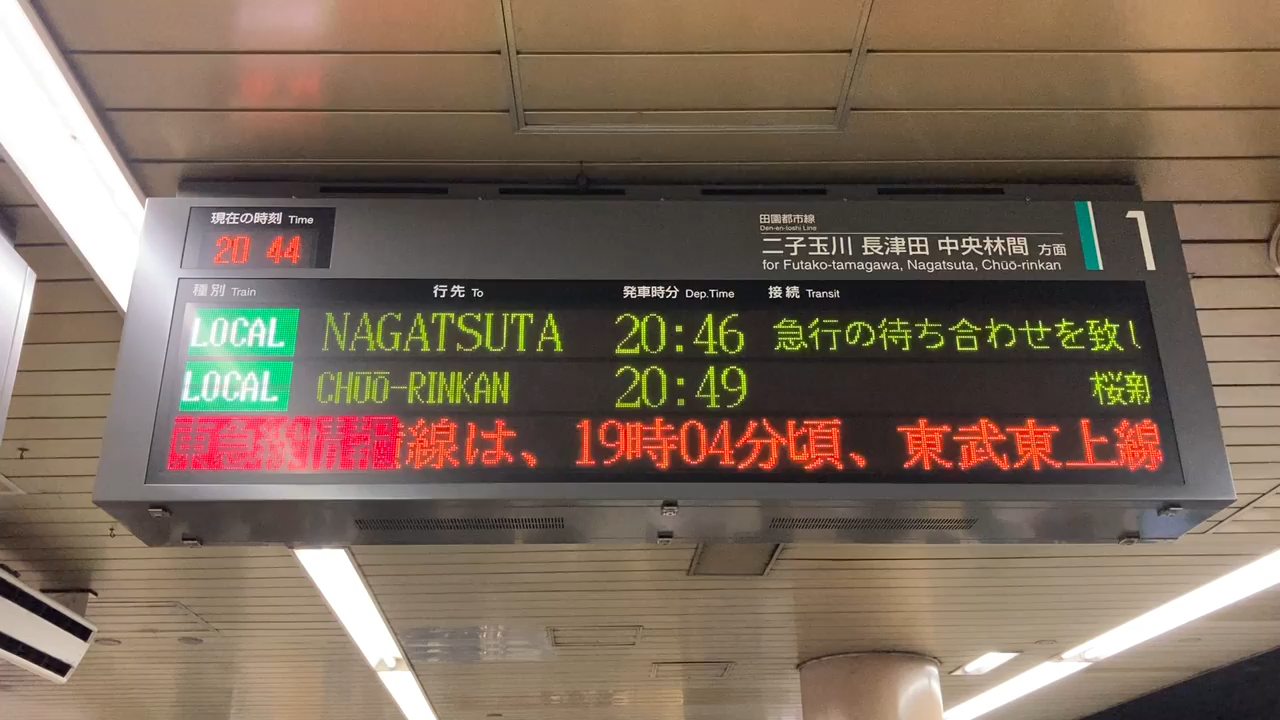 現在の時刻 Time
20 44
田園都市線
Den-en-toshi Line
二子玉川 長津田 中央林間 方面
for Futako-tamagawa, Nagatsuta, Chūō-rinkan
1
種別 Train 行先 To 発車時分 Dep.Time 接続 Transit
LOCAL NAGATSUTA 20:46 急行の待ち合わせを致し
LOCAL CHŪŌ-RINKAN 20:49 桜新
線は、19時04分頃、東武東上線